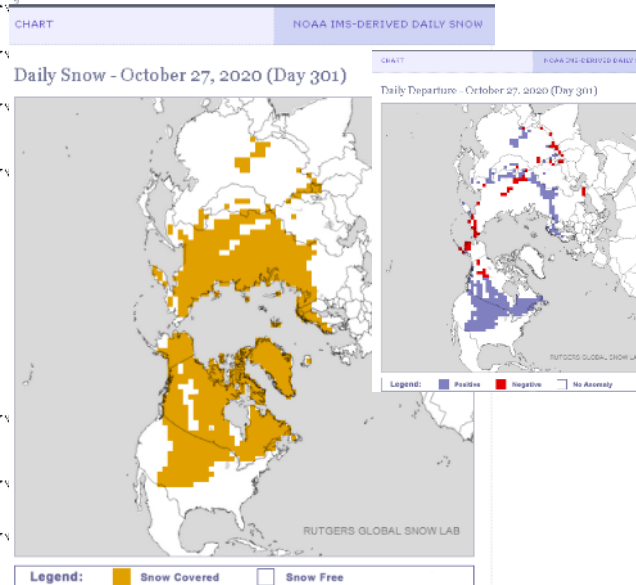 CHART
NOAA IMS-DERIVED DAILY SNOW
Daily Snow - October 27, 2020 (Day 301)
RUTGERS GLOBAL SNOW LAB
Legend:
Snow Covered
Snow Free
CHART
NOAA IMS-DERIVED DAILY
Daily Departure - October 27, 2020 (Day 301)
RUTGERS GLOBAL SNOW
Legend:
Positive
Negative
No Anomaly